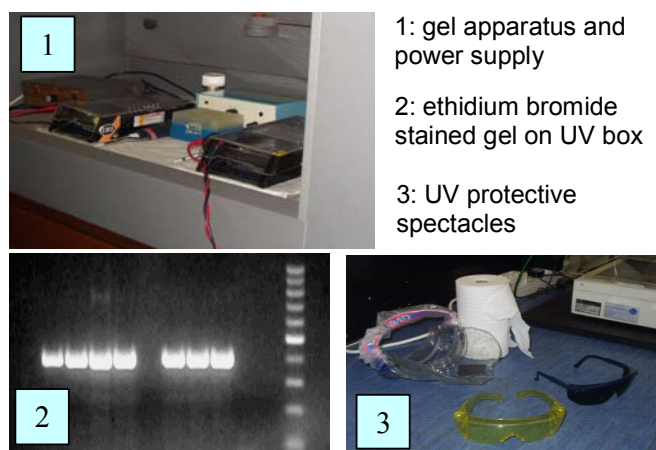 1
1: gel apparatus and
power supply
2: ethidium bromide
stained gel on UV box
3: UV protective
spectacles
2
3